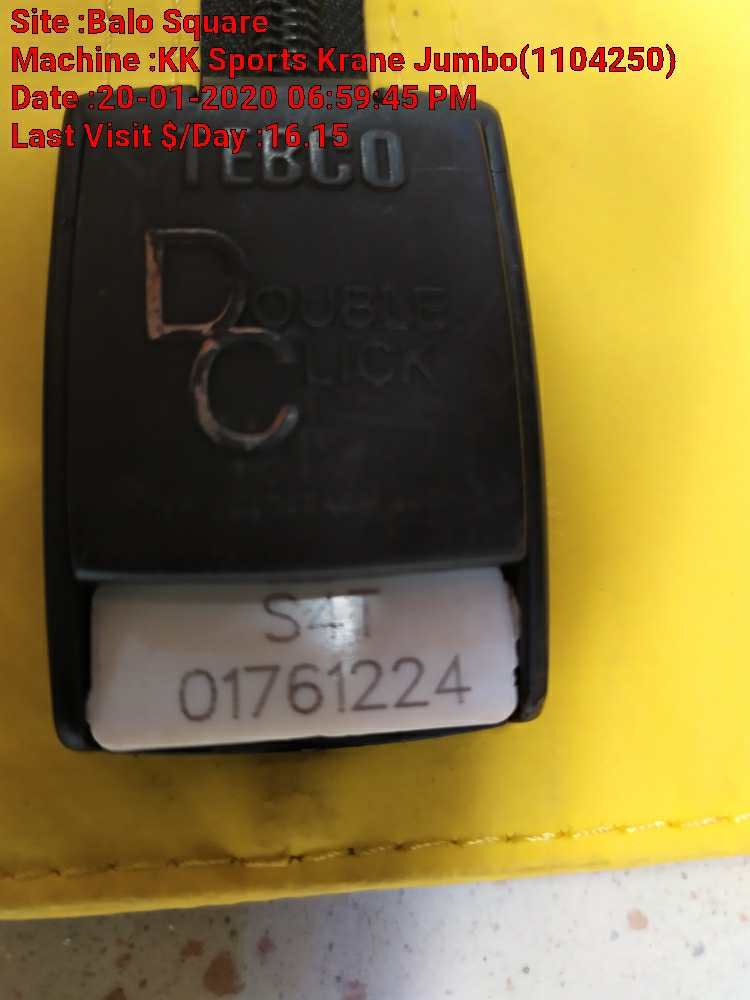 Site :Balo Square
Machine :KK Sports Krane Jumbo(1104250)
Date :20-01-2020 06:59:45 PM
Last Visit $/Day :16.15
TEBCO
DOUBLE
CLICK
S4T
01761224